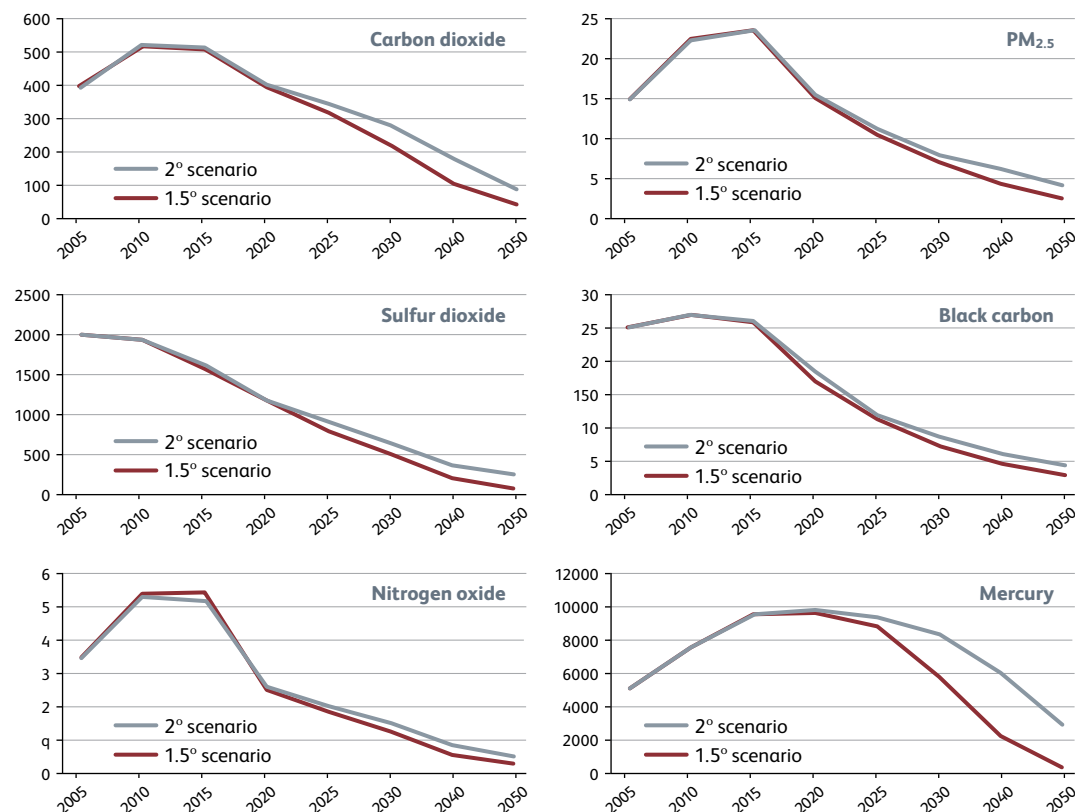 Carbon dioxide
600
500
400
300
200
100
0
2° scenario
1.5° scenario
2005 2010 2015 2020 2025 2030 2040 2050
PM2.5
25
20
15
10
5
0
2° scenario
1.5° scenario
2005 2010 2015 2020 2025 2030 2040 2050
Sulfur dioxide
2500
2000
1500
1000
500
0
2° scenario
1.5° scenario
2005 2010 2015 2020 2025 2030 2040 2050
Black carbon
30
25
20
150
10
5
0
2° scenario
1.5° scenario
2005 2010 2015 2020 2025 2030 2040 2050
Nitrogen oxide
6
5
4
3
2
q
0
2° scenario
1.5° scenario
2005 2010 2015 2020 2025 2030 2040 2050
Mercury
12000
10000
8000
6000
4000
2000
0
2° scenario
1.5° scenario
2005 2010 2015 2020 2025 2030 2040 2050